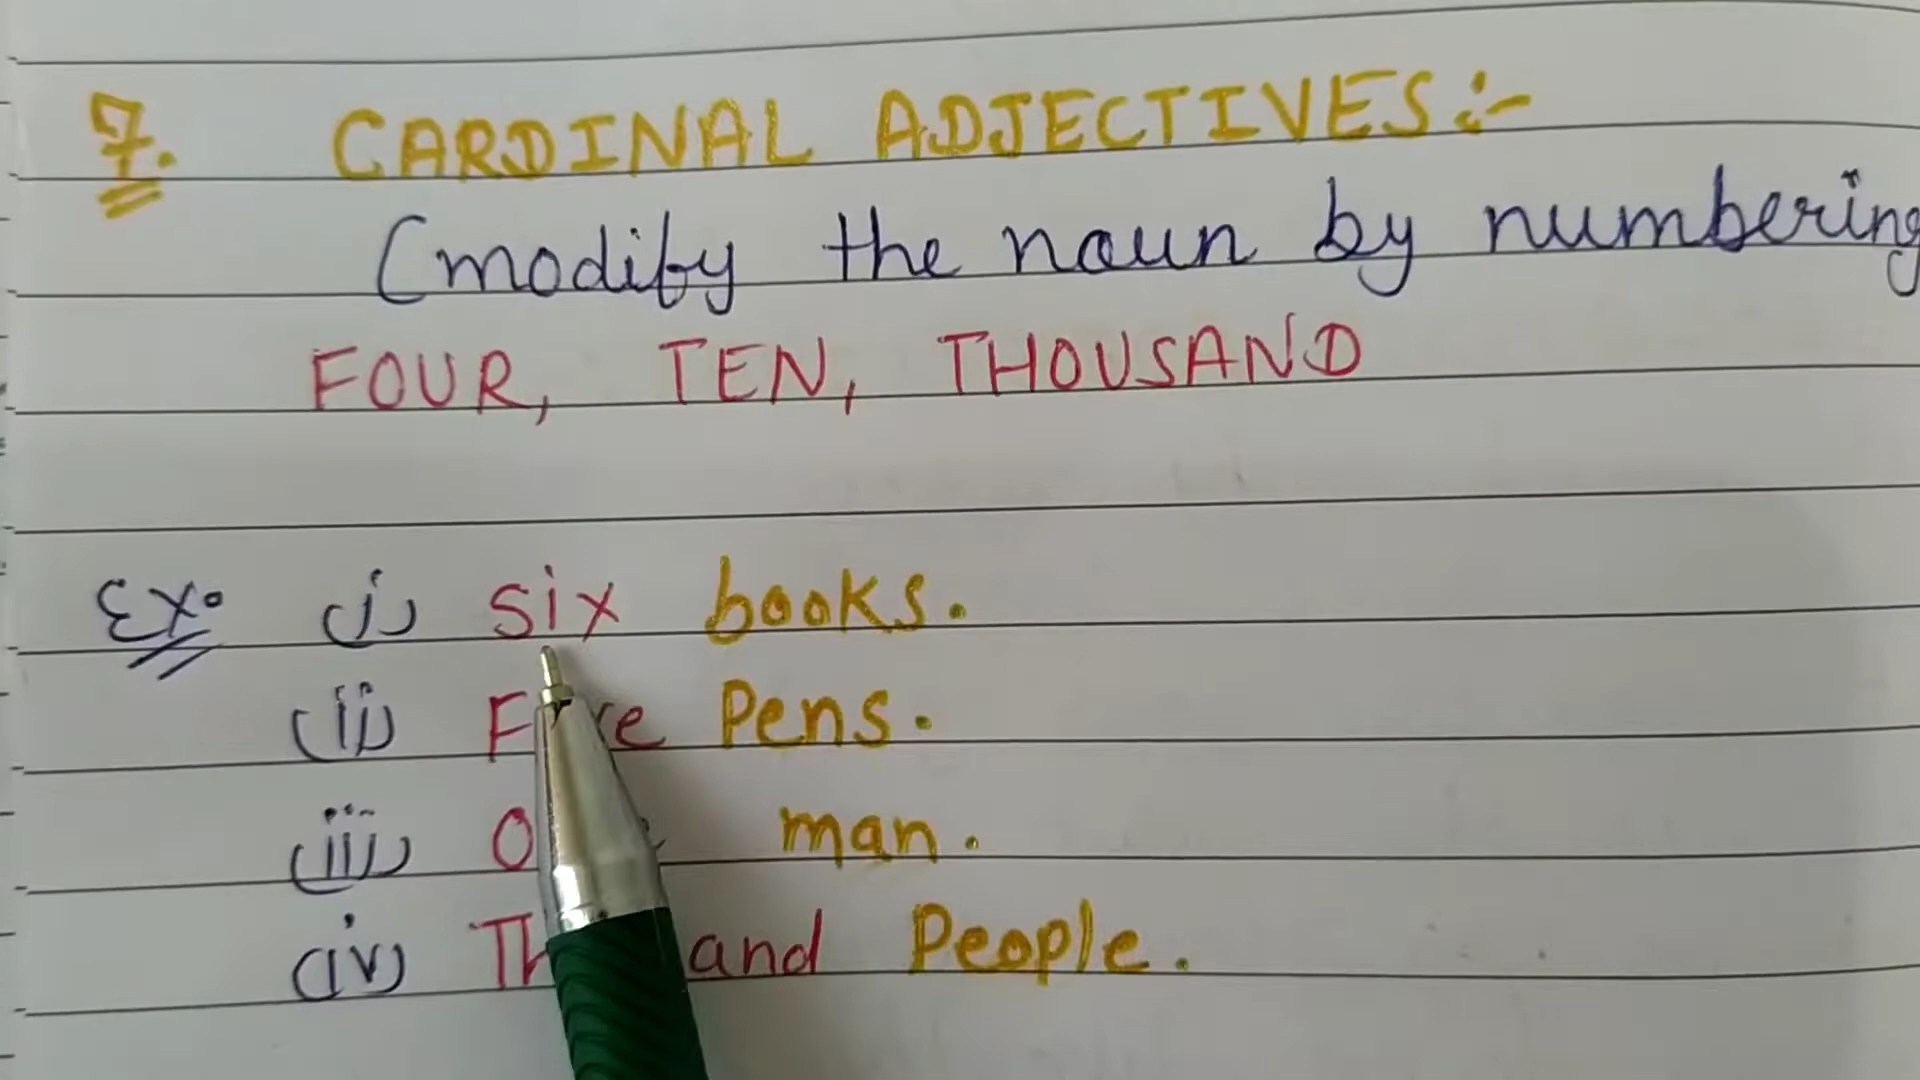 7. CARDINAL ADJECTIVES:-
(modify the noun by numbering
FOUR, TEN, THOUSAND
Ex. (i) six books.
(ii) Pens.
(iii) man.
(iv) People.